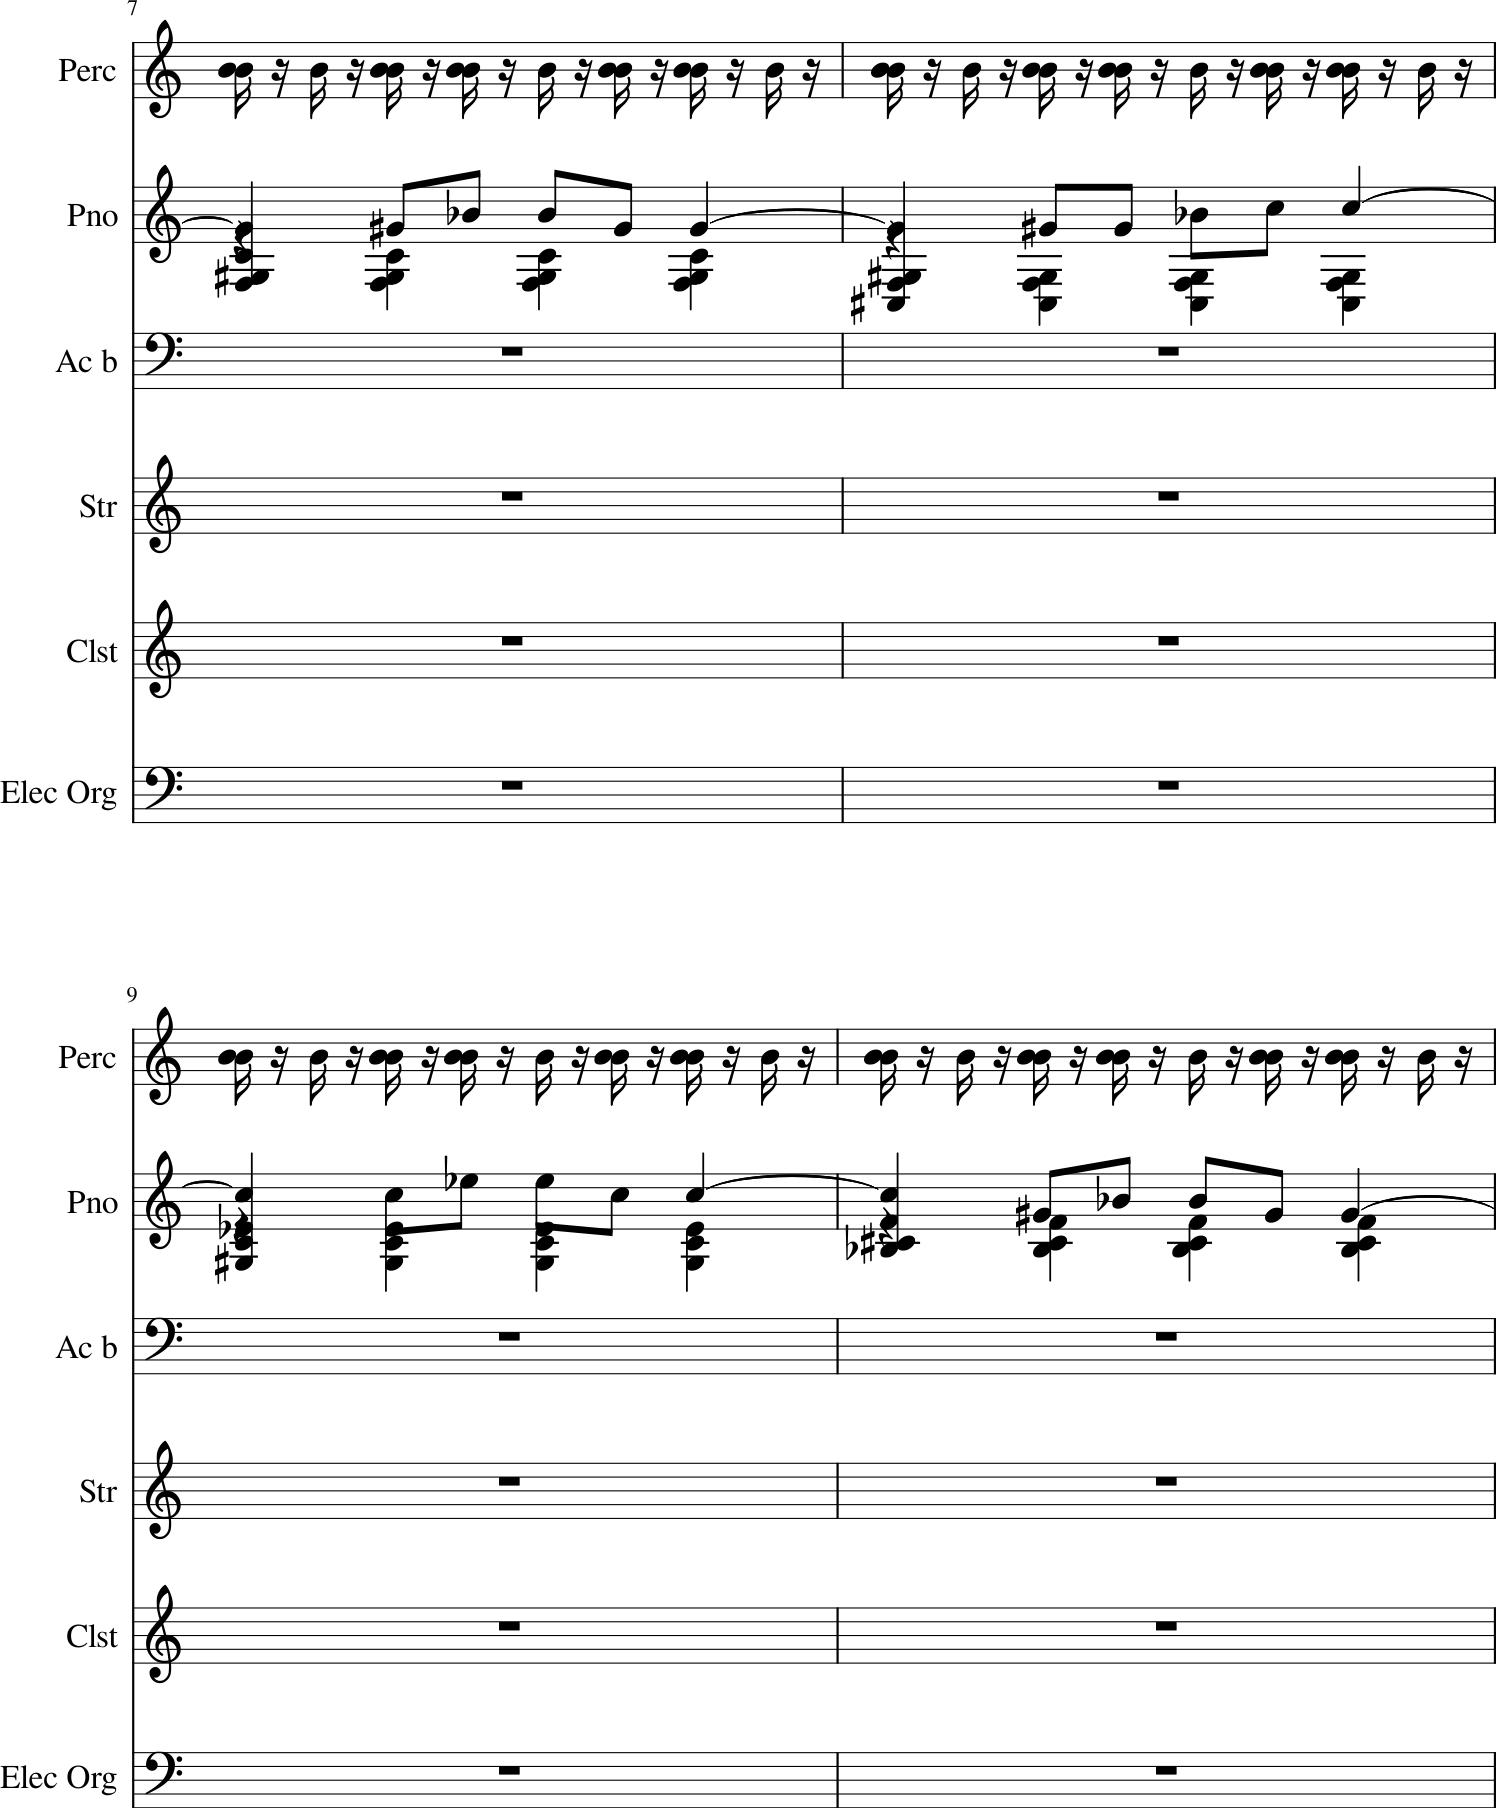 7
Perc
Pno
Ac b
Str
Clst
Elec Org
9
Perc
Pno
Ac b
Str
Clst
Elec Org